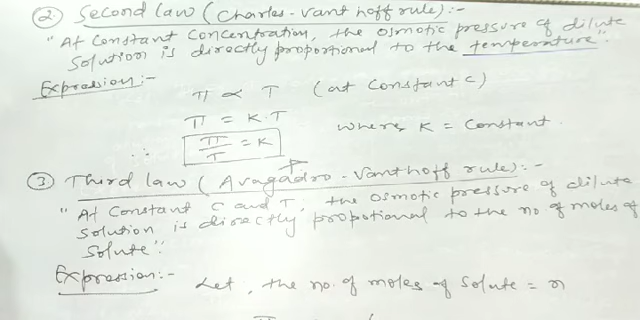 ② Second law (Charles-Vant hoff rule):-
"At Constant Concentration, the osmotic pressure of dilute
Solution is directly proportional to the temperature".
Expression:-
π ∝ T (at Constant c)
π = K.T
where, K = Constant.
∴ π/T = K
③ Third law (Avagadro-Vanthoff rule):-
"At Constant C and T, the osmotic pressure of dilute
solution is directly propotional to the no of moles of
Solute".
Expression:- Let, the no. of moles of Solute = n